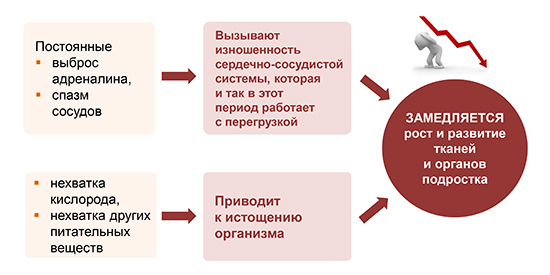 Постоянные
▪ выброс
адреналина,
▪ спазм
сосудов
Вызывают
изношенность
сердечно-сосудистой
системы, которая
и так в этот
период работает
с перегрузкой
ЗАМЕДЛЯЕТСЯ
рост и развитие
тканей
и органов
подростка
▪ нехватка
кислорода,
▪ нехватка других
питательных
веществ
Приводит
к истощению
организма